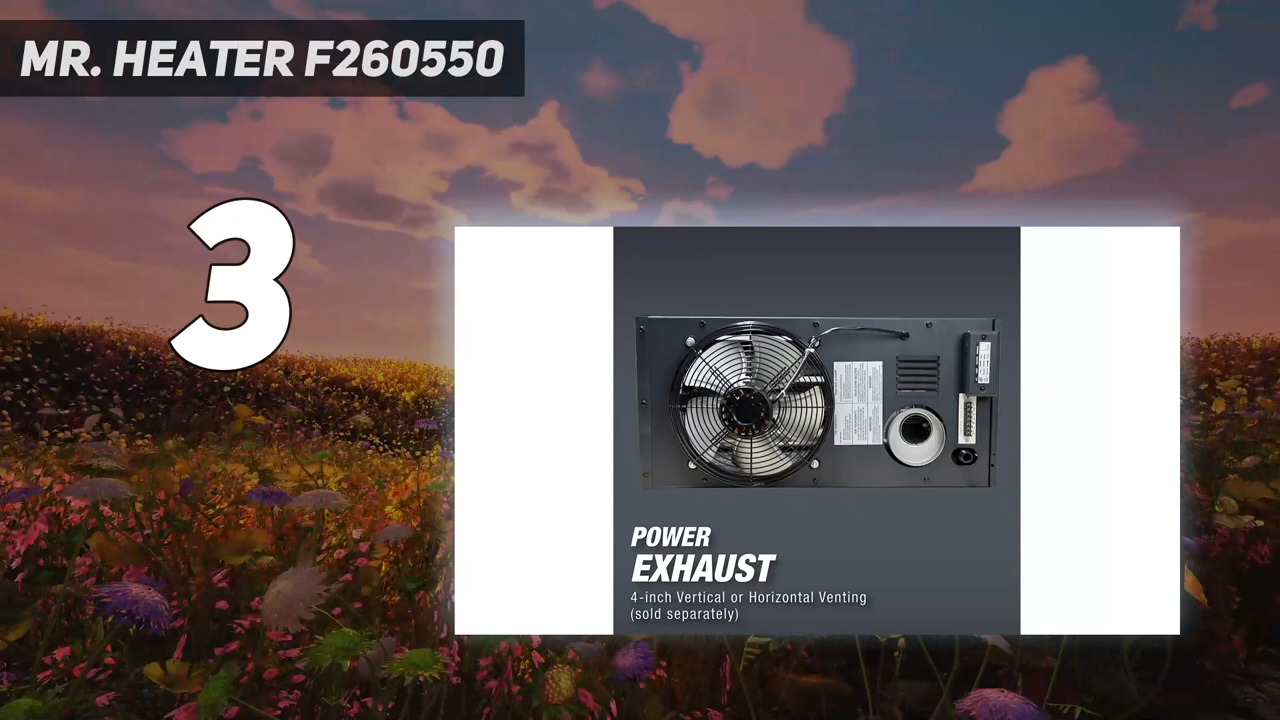 MR. HEATER F260550
3
POWER
EXHAUST
4-inch Vertical or Horizontal Venting
(sold separately)